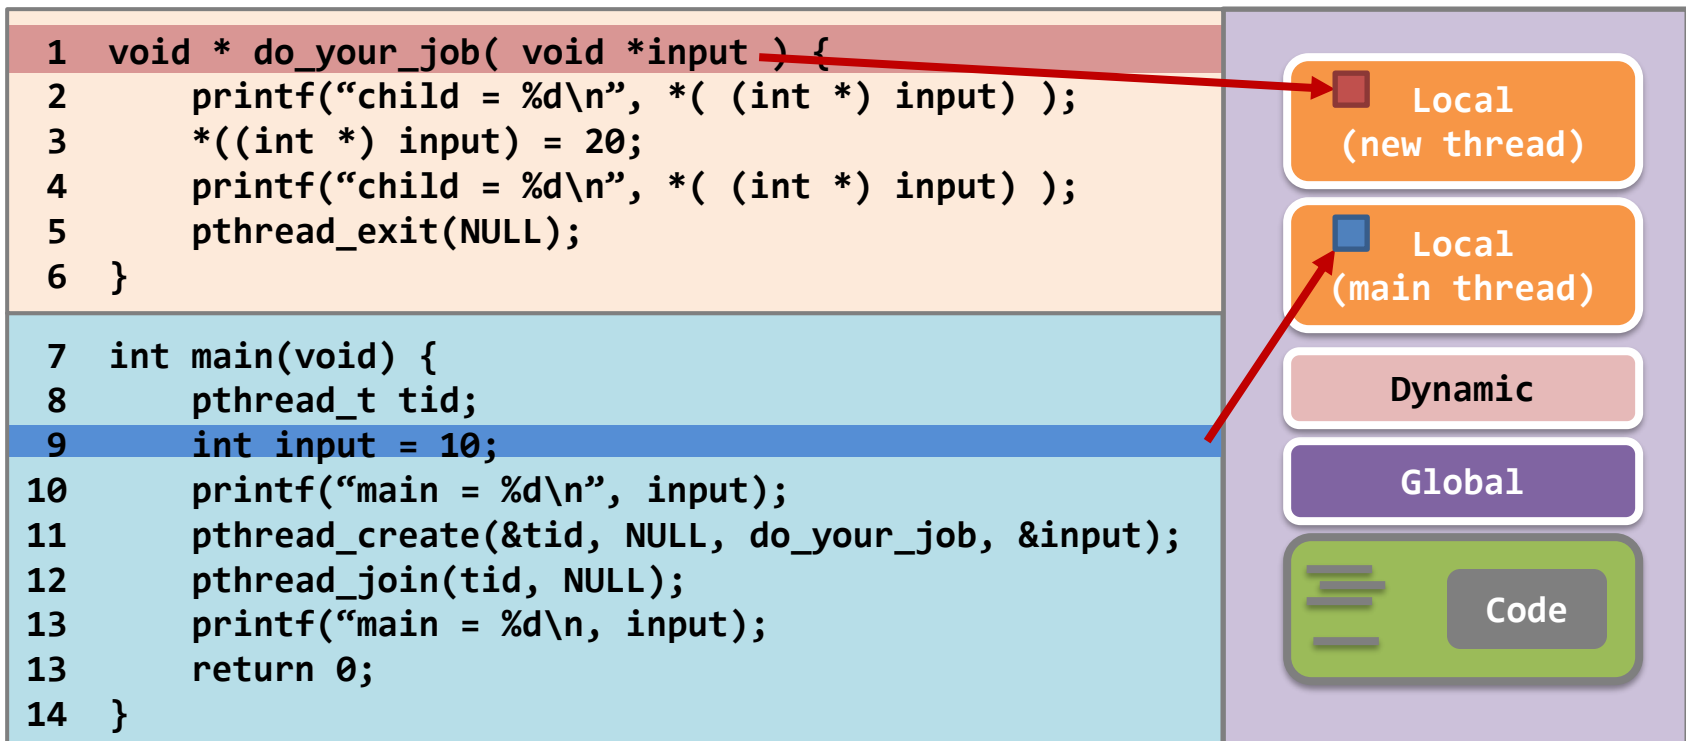 1 void * do_your_job( void *input ) {
2     printf(“child = %d\n”, *( (int *) input) );
3     *((int *) input) = 20;
4     printf(“child = %d\n”, *( (int *) input) );
5     pthread_exit(NULL);
6 }
7 int main(void) {
8     pthread_t tid;
9     int input = 10;
10     printf(“main = %d\n”, input);
11     pthread_create(&tid, NULL, do_your_job, &input);
12     pthread_join(tid, NULL);
13     printf(“main = %d\n, input);
13     return 0;
14 }
Local
(new thread)
Local
(main thread)
Dynamic
Global
Code